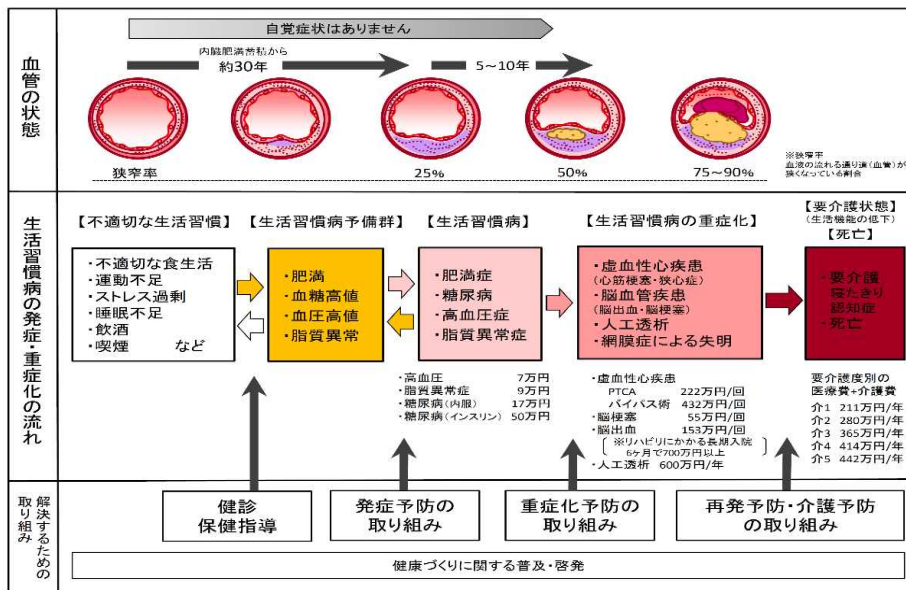 血管の状態
自覚症状はありません
内臓肥満蓄積から
約30年
5～10年
狭窄率
25%
50%
75～90%
※狭窄率
血液の流れる通り道(血管)が
狭くなっている割合
生活習慣病の発症・重症化の流れ
【不適切な生活習慣】
・不適切な食生活
・運動不足
・ストレス過剰
・睡眠不足
・飲酒
・喫煙 など
【生活習慣病予備群】
・肥満
・血糖高値
・血圧高値
・脂質異常
【生活習慣病】
・肥満症
・糖尿病
・高血圧症
・脂質異常症
・高血圧 7万円
・脂質異常症 9万円
・糖尿病(内服) 17万円
・糖尿病(インスリン) 50万円
【生活習慣病の重症化】
・虚血性心疾患
(心筋梗塞・狭心症)
・脳血管疾患
(脳出血・脳梗塞)
・人工透析
・網膜症による失明
・虚血性心疾患
PTCA 222万円/回
バイパス術 432万円/回
・脳梗塞 55万円/回
・脳出血 153万円/回
※リハビリにかかる長期入院
6ヶ月で700万円以上
・人工透析 600万円/年
【要介護状態】
(生活機能の低下)
【死亡】
・要介護
寝たきり
認知症
・死亡
要介護度別の
医療費+介護費
介1 211万円/年
介2 280万円/年
介3 365万円/年
介4 414万円/年
介5 442万円/年
解決するための
取り組み
健診
保健指導
発症予防の
取り組み
重症化予防の
取り組み
再発予防・介護予防
の取り組み
健康づくりに関する普及・啓発